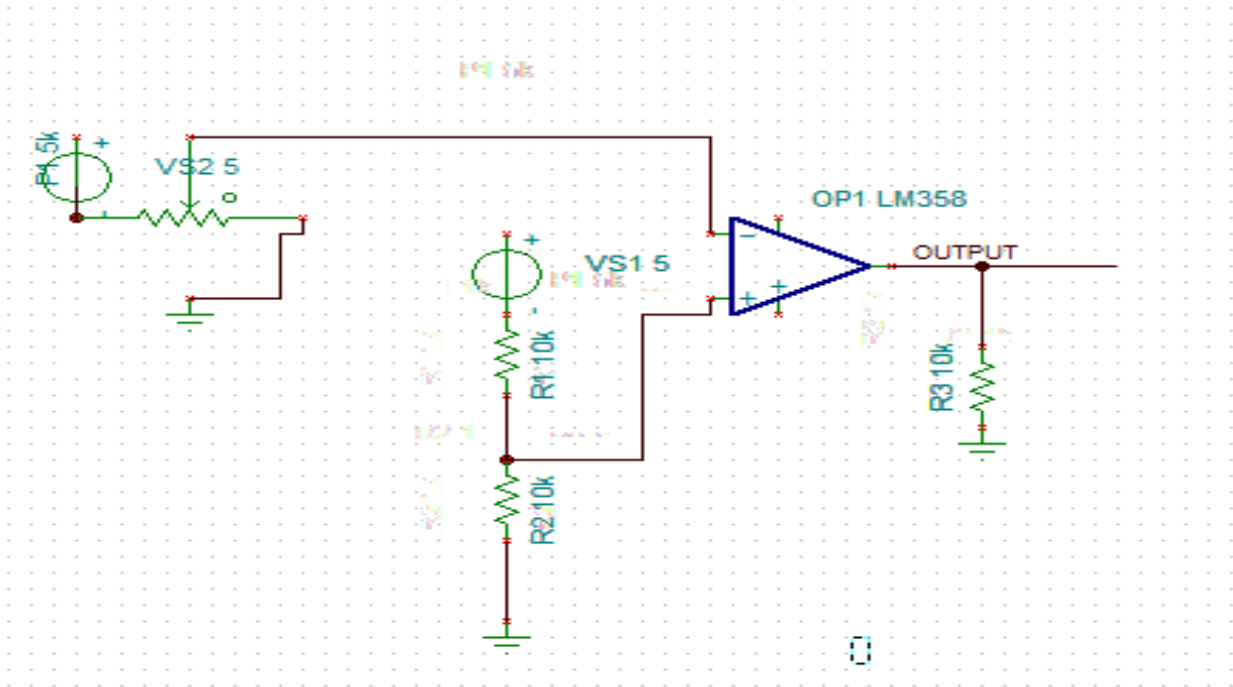 P1 5k
VS2 5
OP1 LM358
OUTPUT
VS1 5
R1 10k
R3 10k
R2 10k